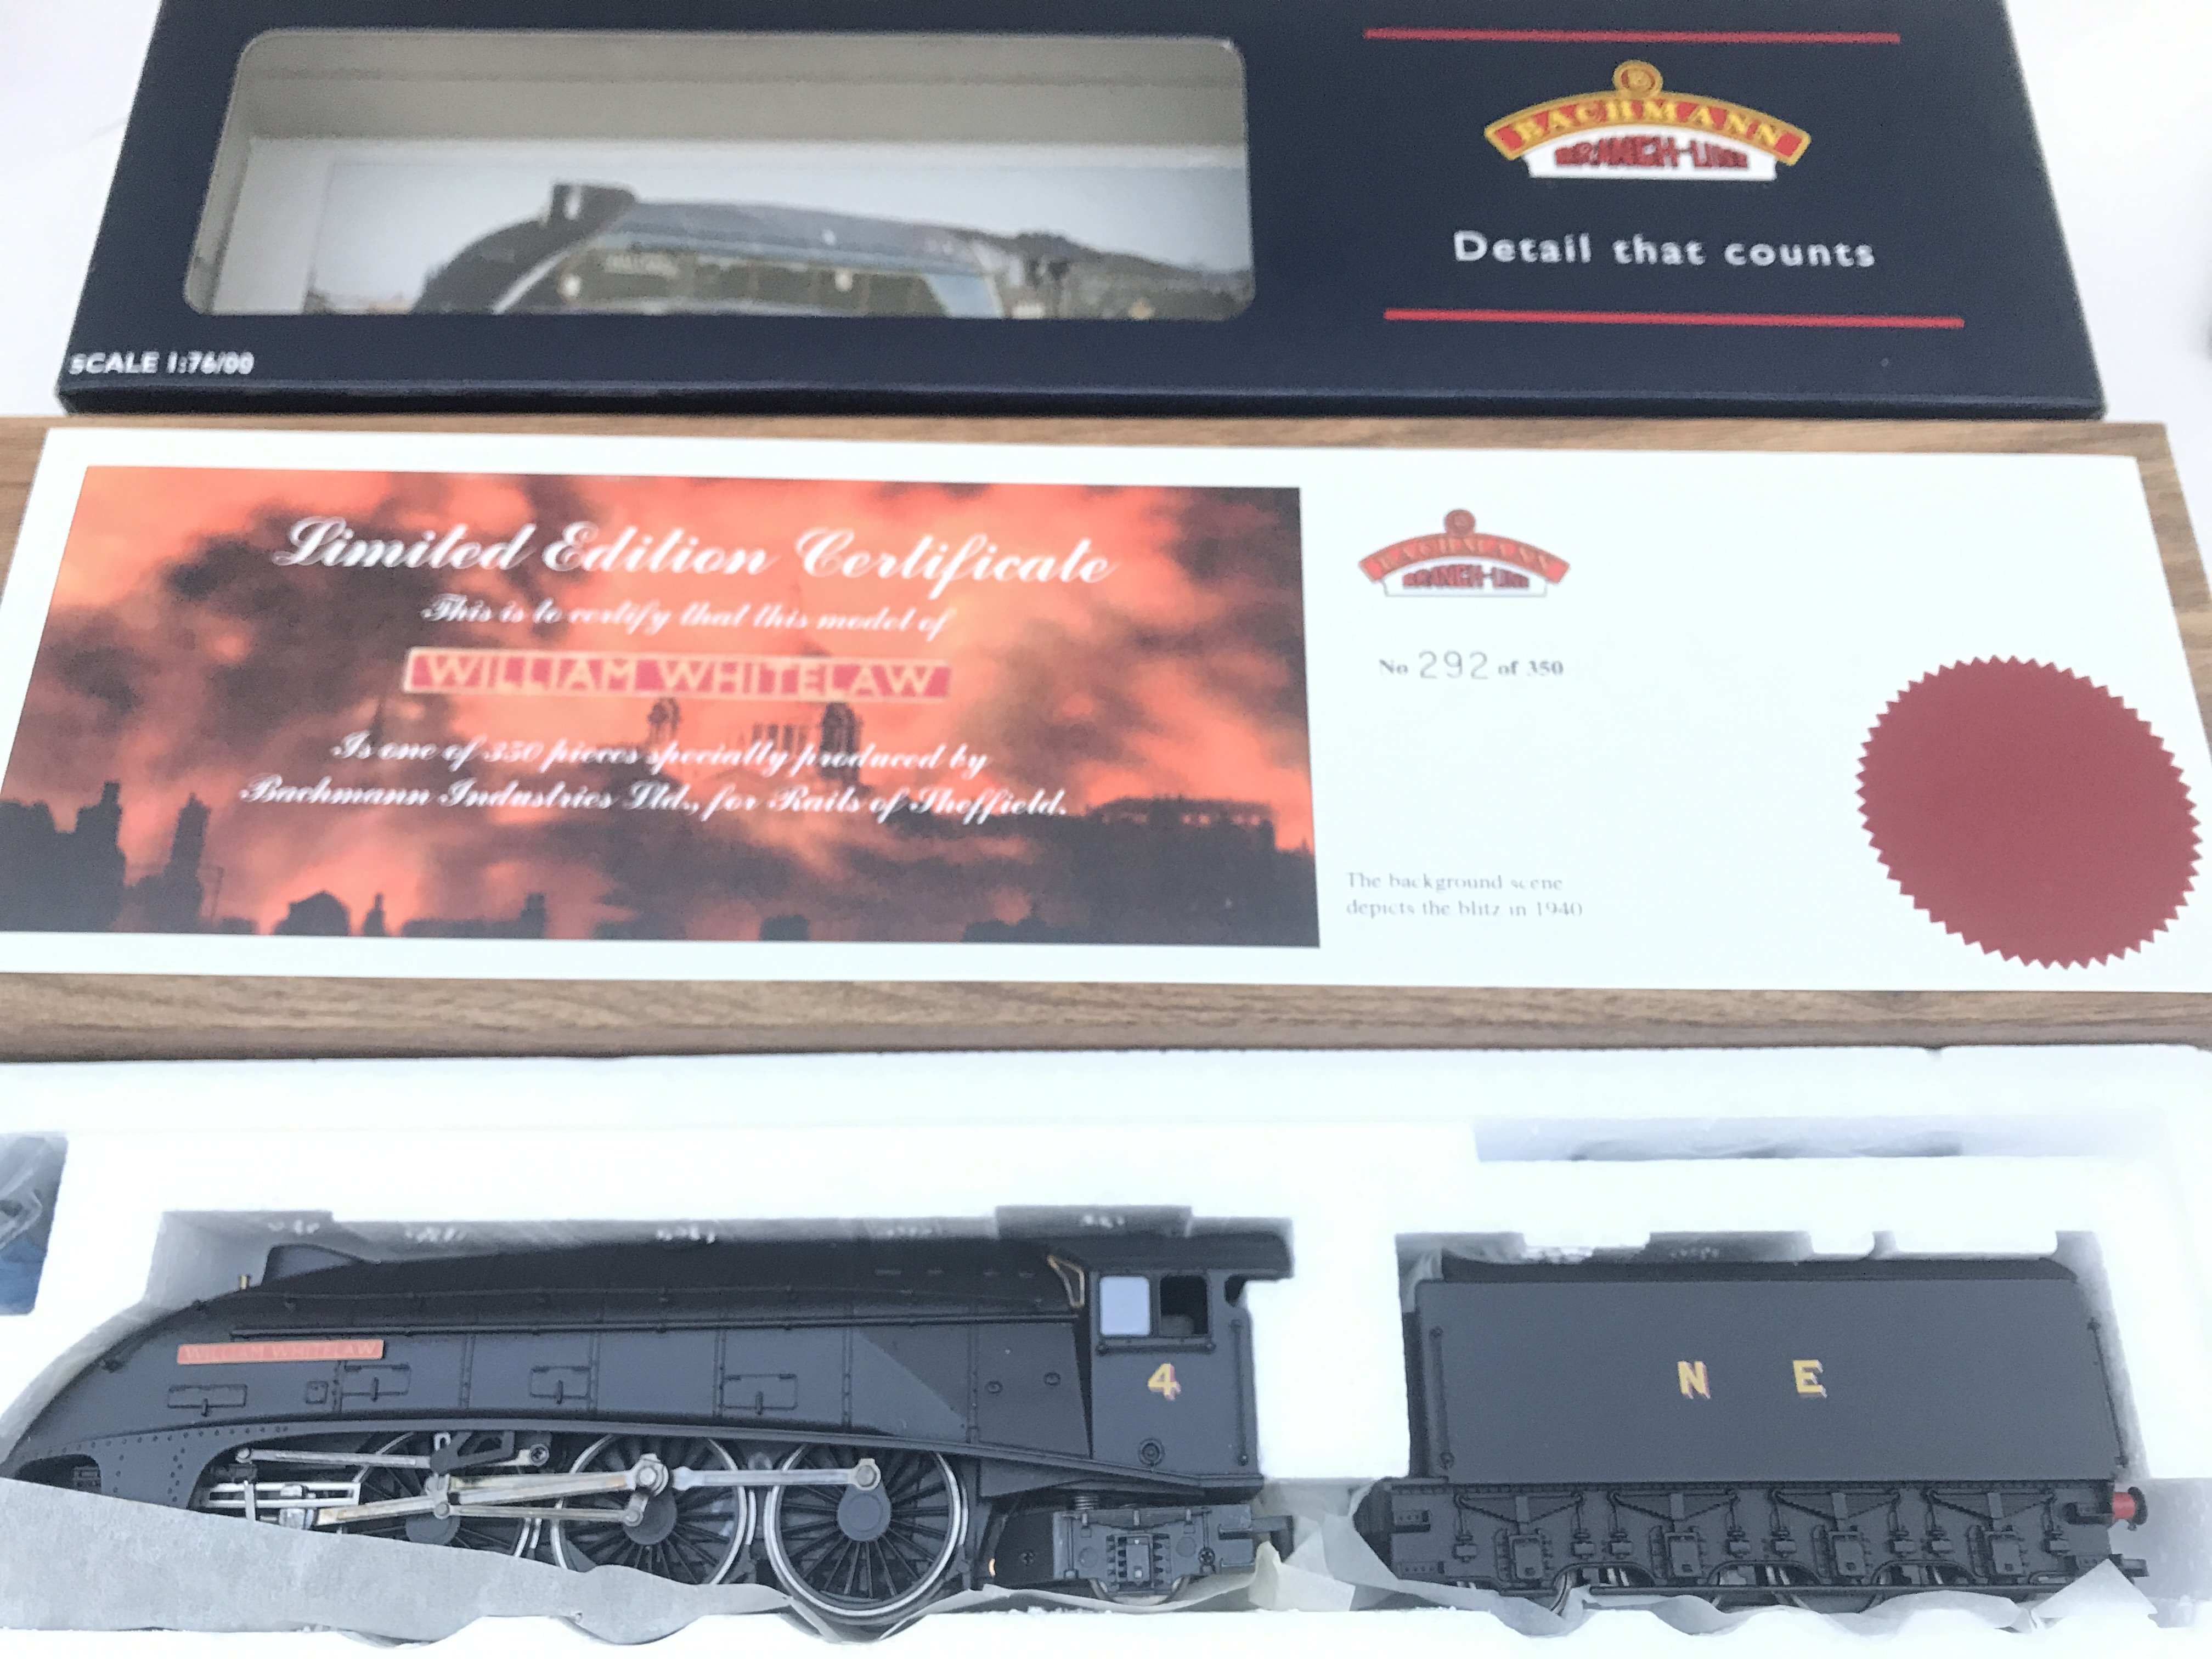 BACHMANN
BRANCH-LINE
Detail that counts
SCALE 1:76/00
Limited Edition Certificate
This is to certify that this model of
WILLIAM WHITELAW
Is one of 350 pieces specially produced by
Bachmann Industries Ltd., for Rails of Sheffield.
BACHMANN
BRANCH-LINE
No 292 of 350
The background scene
depicts the blitz in 1940
WILLIAM WHITELAW
4
N E